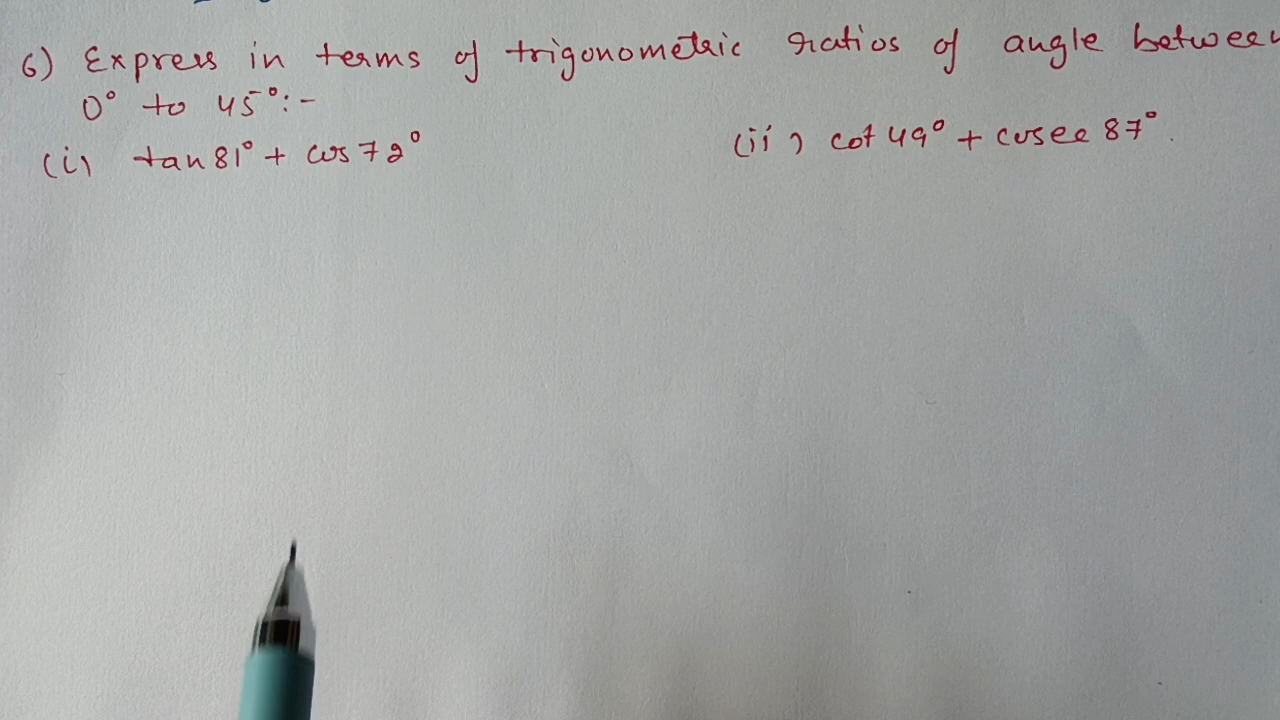 6) Express in terms of trigonometric ratios of angle between
0° to 45°:-
(i) tan 81° + cos 72°
(ii) cot 49° + cosec 87°.